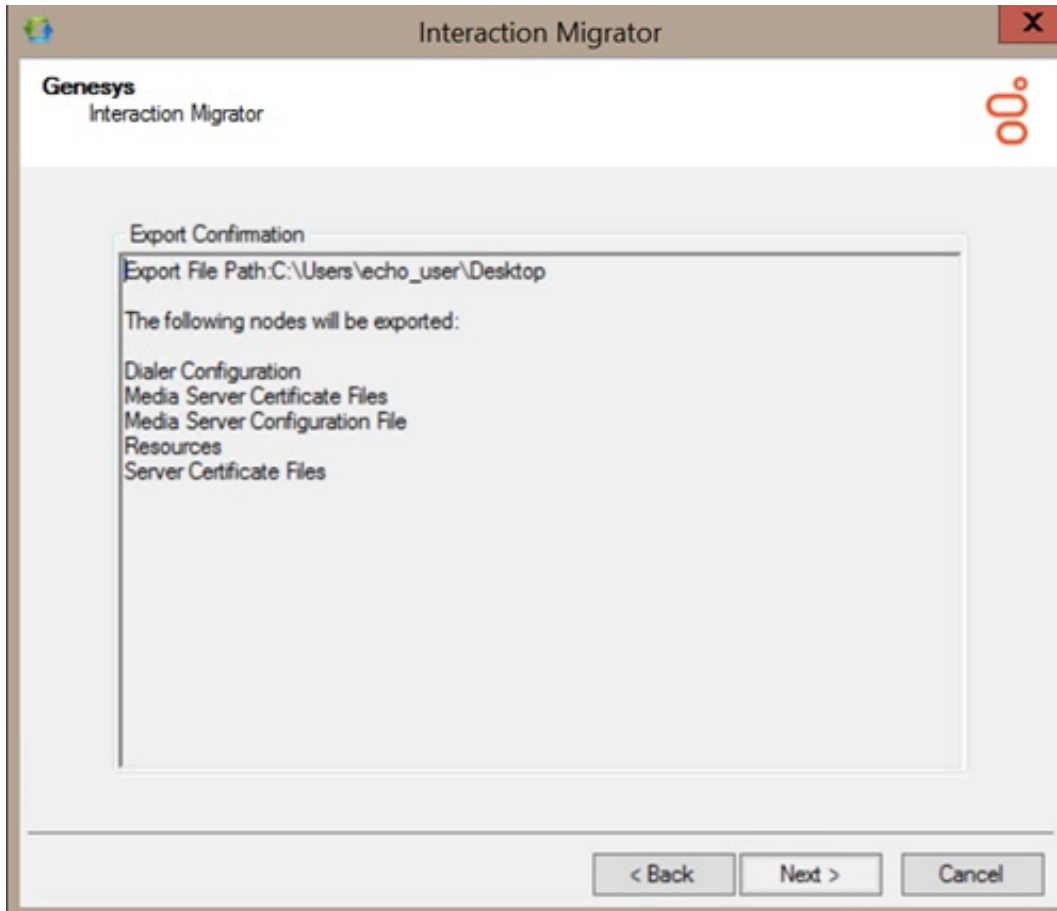 Interaction Migrator
X
Genesys
Interaction Migrator
Export Confirmation
Export File Path:C:\Users\echo_user\Desktop
The following nodes will be exported:
Dialer Configuration
Media Server Certificate Files
Media Server Configuration File
Resources
Server Certificate Files
< Back
Next >
Cancel